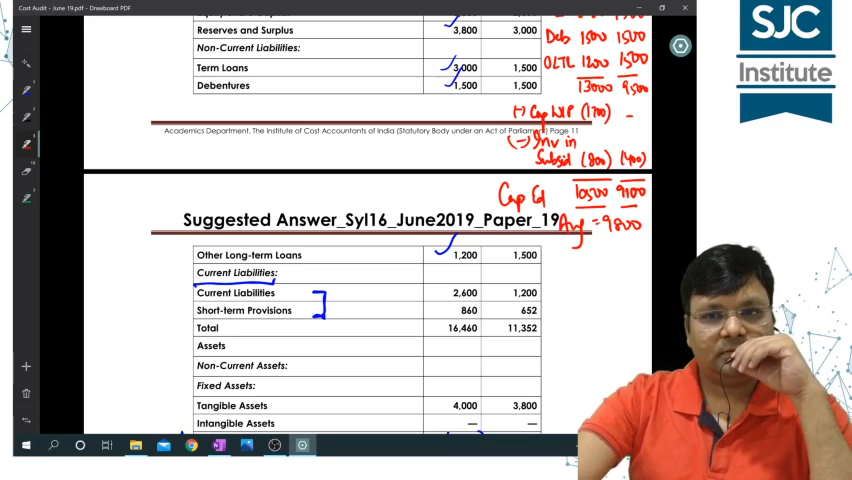 Cost Audit - June 19.pdf - Drawboard PDF
Reserves and Surplus 3,800 3,000
Non-Current Liabilities:
Term Loans 3,000 1,500
Debentures 1,500 1,500
Deb 1500 1500
OLTL 1200 1500
13000 9500
(-) Cap WIP (1700) -
(-) Inv in
Subsid (800) (400)
Academics Department, The Institute of Cost Accountants of India (Statutory Body under an Act of Parliament) Page 11
Cap Ed 10500 9100
Avg = 9800
Suggested Answer_Syl16_June2019_Paper_19
Other Long-term Loans 1,200 1,500
Current Liabilities:
Current Liabilities 2,600 1,200
Short-term Provisions 860 652
Total 16,460 11,352
Assets
Non-Current Assets:
Fixed Assets:
Tangible Assets 4,000 3,800
Intangible Assets — —
SJC
Institute